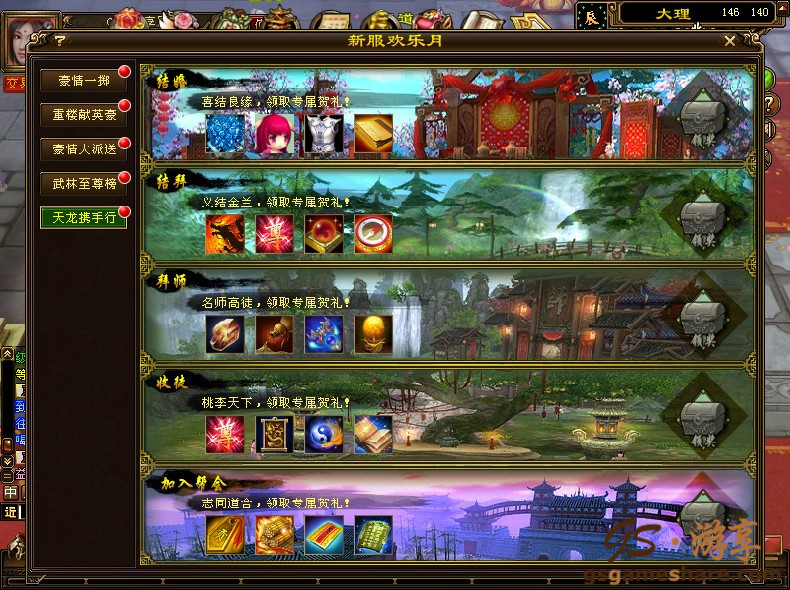 大理 146 140
? 新服欢乐月
豪情一掷
重楼献英豪
豪情大派送
武林至尊榜
天龙携手行
结婚
喜结良缘，领取专属贺礼！
领奖
结拜
义结金兰，领取专属贺礼！
领奖
拜师
名师高徒，领取专属贺礼！
领奖
收徒
桃李天下，领取专属贺礼！
领奖
加入帮会
志同道合，领取专属贺礼！
GS·游享
gsgameshare.com